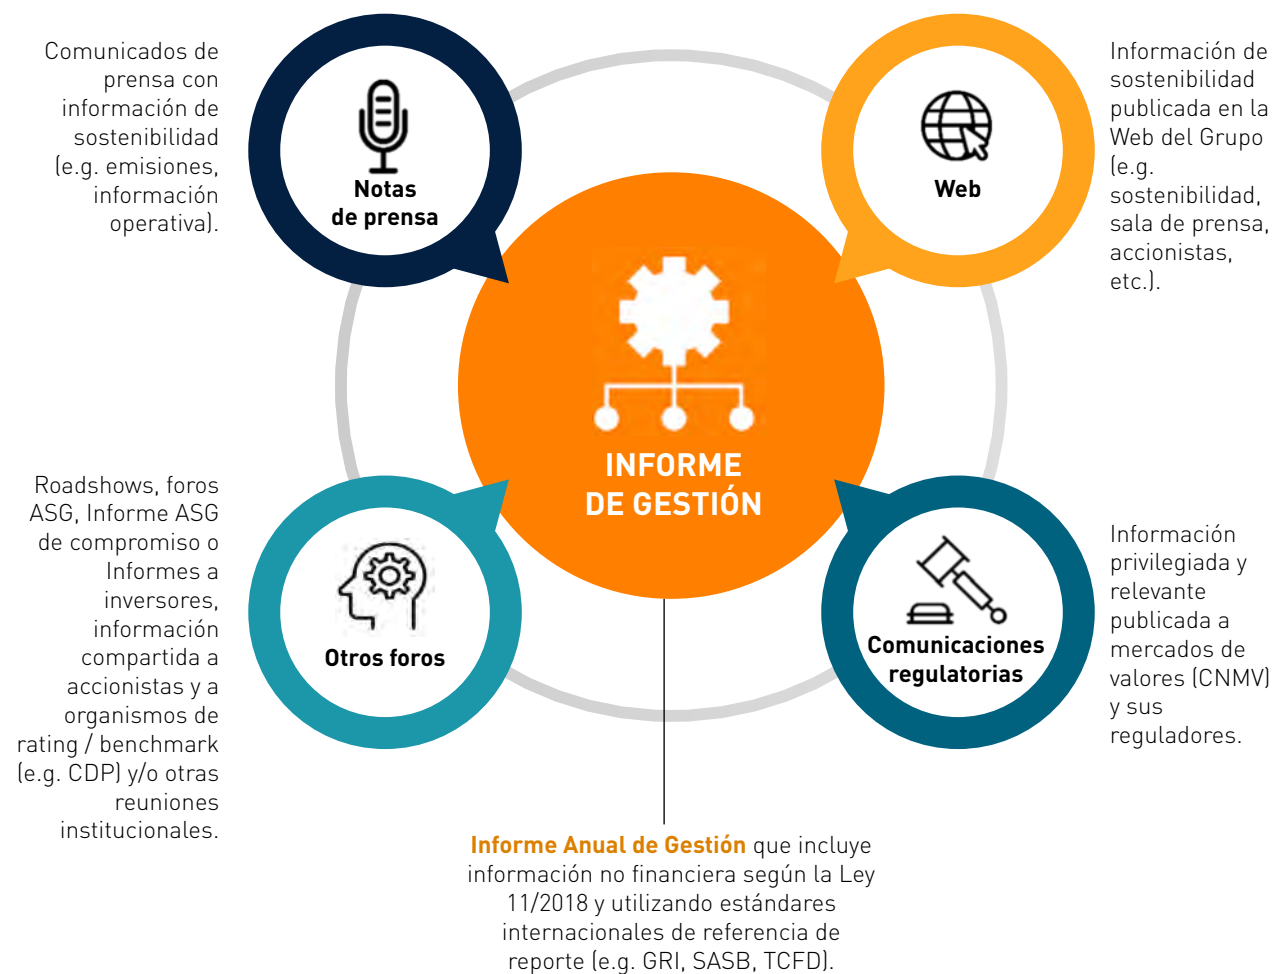 Comunicados de
prensa con
información de
sostenibilidad
(e.g. emisiones,
información
operativa).
Notas
de prensa
Web
Información de
sostenibilidad
publicada en la
Web del Grupo
(e.g.
sostenibilidad,
sala de prensa,
accionistas,
etc.).
INFORME
DE GESTIÓN
Roadshows, foros
ASG, Informe ASG
de compromiso o
Informes a
inversores,
información
compartida a
accionistas y a
organismos de
rating / benchmark
(e.g. CDP) y/o otras
reuniones
institucionales.
Otros foros
Comunicaciones
regulatorias
Información
privilegiada y
relevante
publicada a
mercados de
valores (CNMV)
y sus
reguladores.
Informe Anual de Gestión que incluye
información no financiera según la Ley
11/2018 y utilizando estándares
internacionales de referencia de
reporte (e.g. GRI, SASB, TCFD).